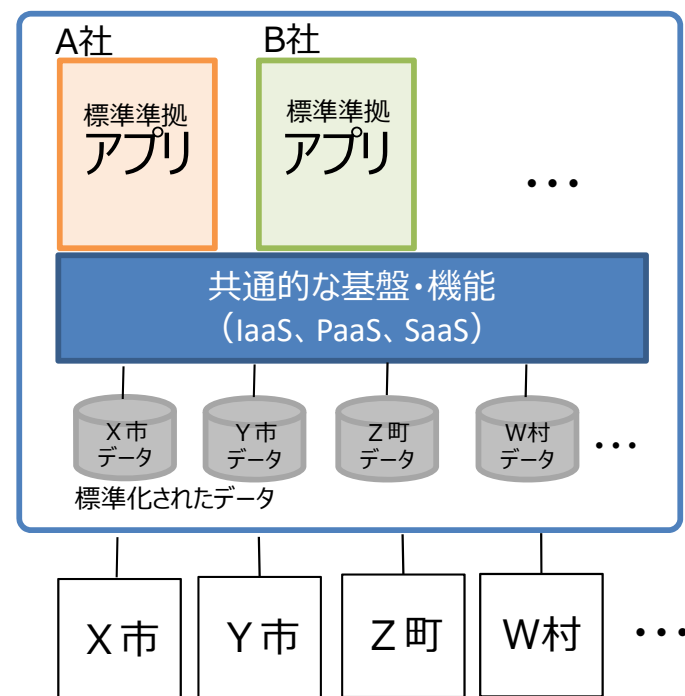 A社
B社
標準準拠
アプリ
標準準拠
アプリ
・・・
共通的な基盤・機能
（IaaS、PaaS、SaaS）
X市
データ
Y市
データ
Z町
データ
W村
データ
・・・
標準化されたデータ
X市
Y市
Z町
W村
・・・